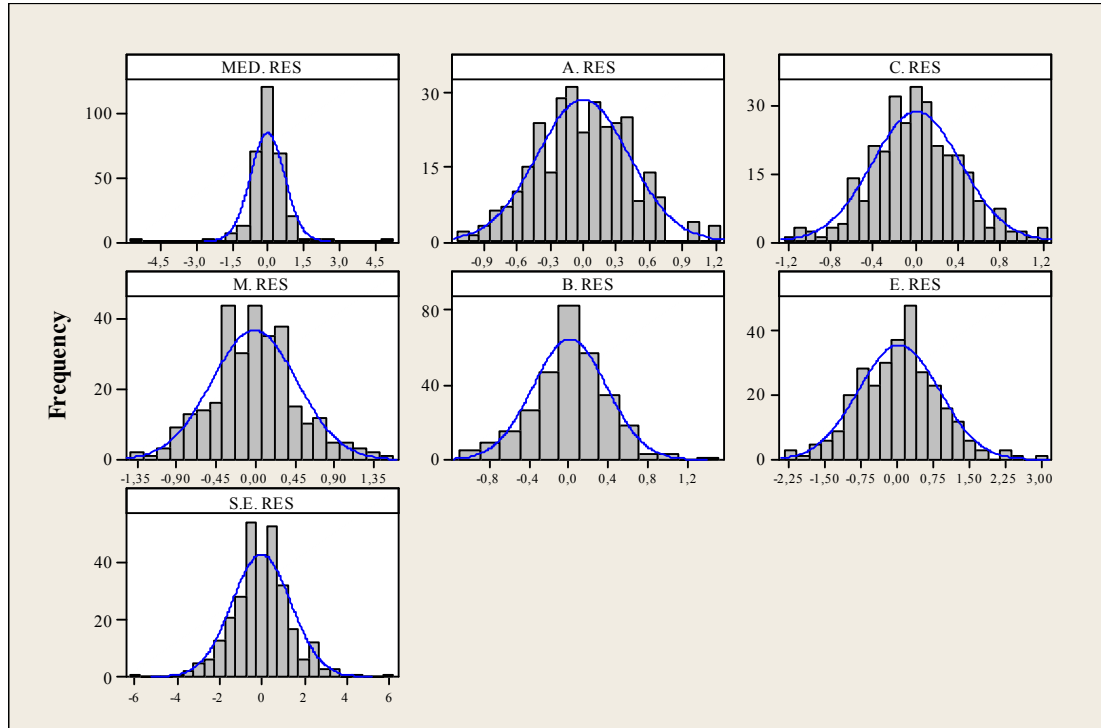 MED. RES
A. RES
C. RES
100
50
0
30
15
0
30
15
0
-4,5 -3,0 -1,5 0,0 1,5 3,0 4,5
-0,9 -0,6 -0,3 0,0 0,3 0,6 0,9 1,2
-1,2 -0,8 -0,4 0,0 0,4 0,8 1,2
M. RES
B. RES
E. RES
Frequency
40
20
0
80
40
0
40
20
0
-1,35 -0,90 -0,45 0,00 0,45 0,90 1,35
-0,8 -0,4 0,0 0,4 0,8 1,2
-2,25 -1,50 -0,75 0,00 0,75 1,50 2,25 3,00
S.E. RES
40
20
0
-6 -4 -2 0 2 4 6